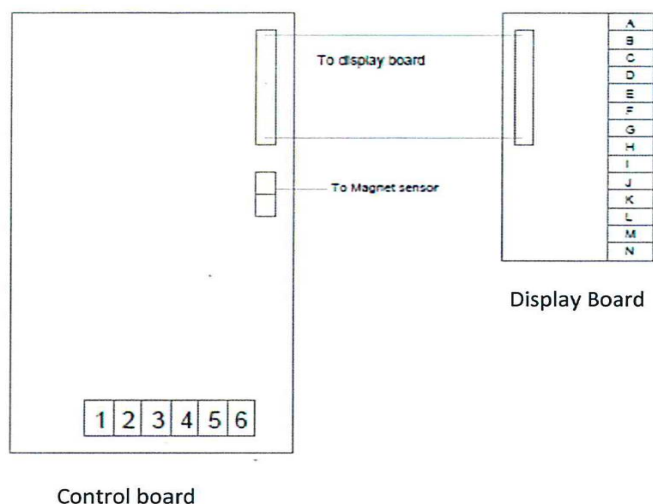 To display board
To Magnet sensor
1 2 3 4 5 6
Control board
A
B
C
D
E
F
G
H
I
J
K
L
M
N
Display Board